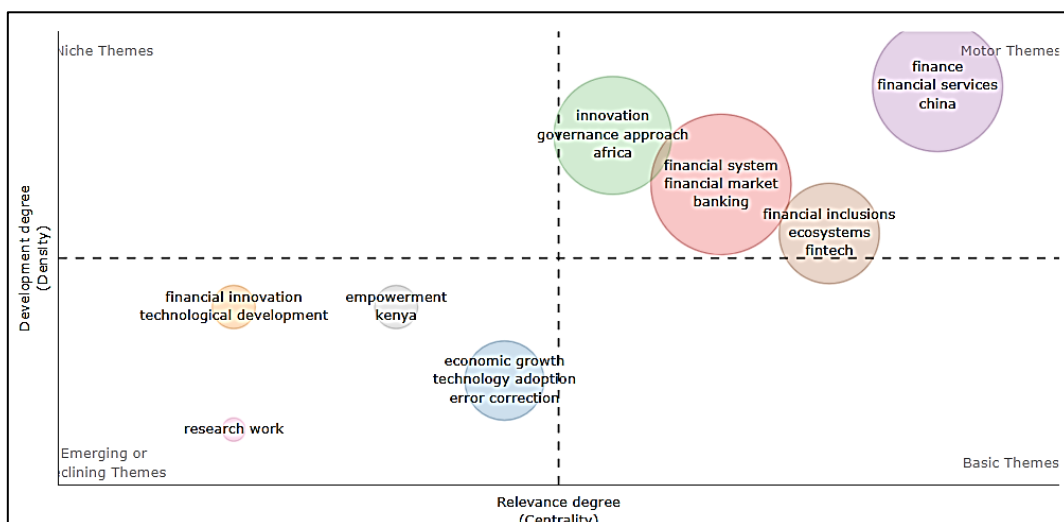 Niche Themes
Motor Themes
finance
financial services
china
innovation
governance approach
africa
financial system
financial market
banking
financial inclusions
ecosystems
fintech
Development degree
(Density)
financial innovation
technological development
empowerment
kenya
economic growth
technology adoption
error correction
research work
Emerging or
eclining Themes
Basic Themes
Relevance degree
(Centrality)